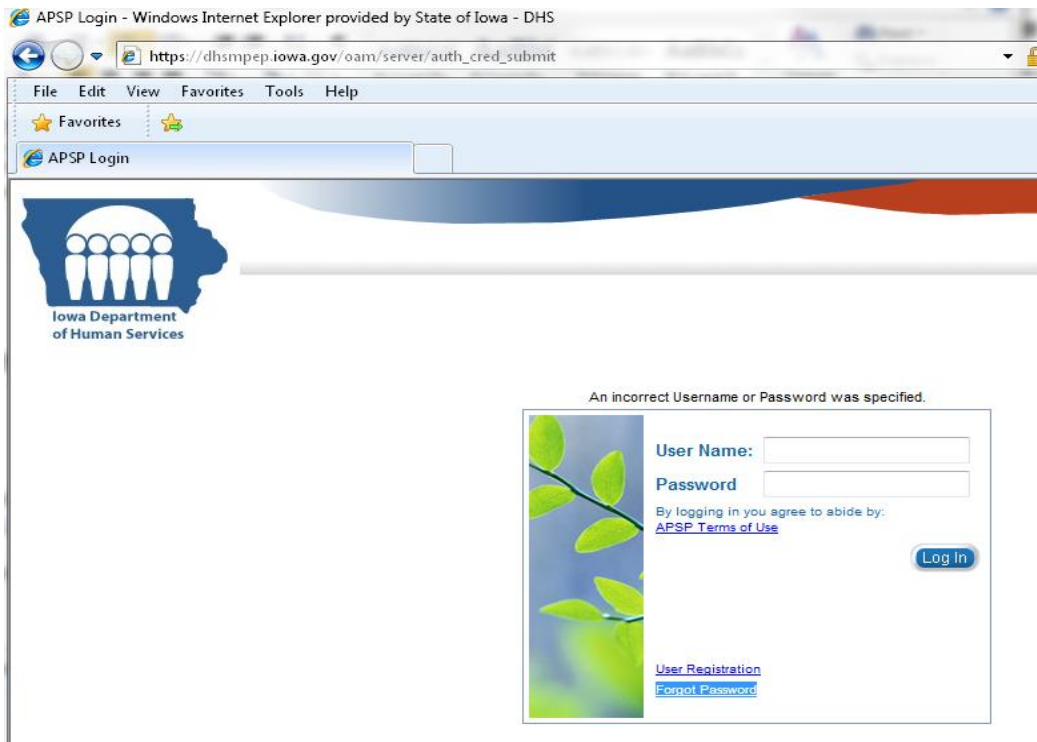 APSP Login - Windows Internet Explorer provided by State of Iowa - DHS
https://dhsmpep.iowa.gov/oam/server/auth_cred_submit
File Edit View Favorites Tools Help
Favorites
APSP Login
Iowa Department
of Human Services
An incorrect Username or Password was specified.
User Name:
Password
By logging in you agree to abide by:
APSP Terms of Use
Log In
User Registration
Forgot Password